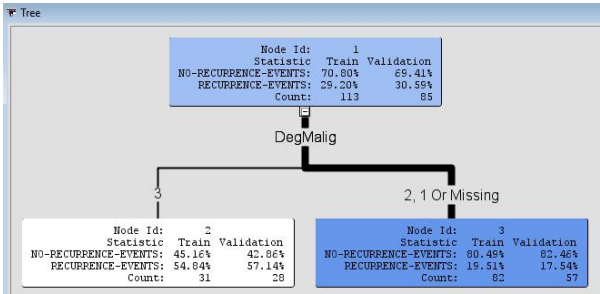 Tree
Node Id: 1
Statistic Train Validation
NO-RECURRENCE-EVENTS: 70.80% 69.41%
RECURRENCE-EVENTS: 29.20% 30.59%
Count: 113 85
DegMalig
3
2, 1 Or Missing
Node Id: 2
Statistic Train Validation
NO-RECURRENCE-EVENTS: 45.16% 42.86%
RECURRENCE-EVENTS: 54.84% 57.14%
Count: 31 28
Node Id: 3
Statistic Train Validation
NO-RECURRENCE-EVENTS: 80.49% 82.46%
RECURRENCE-EVENTS: 19.51% 17.54%
Count: 82 57